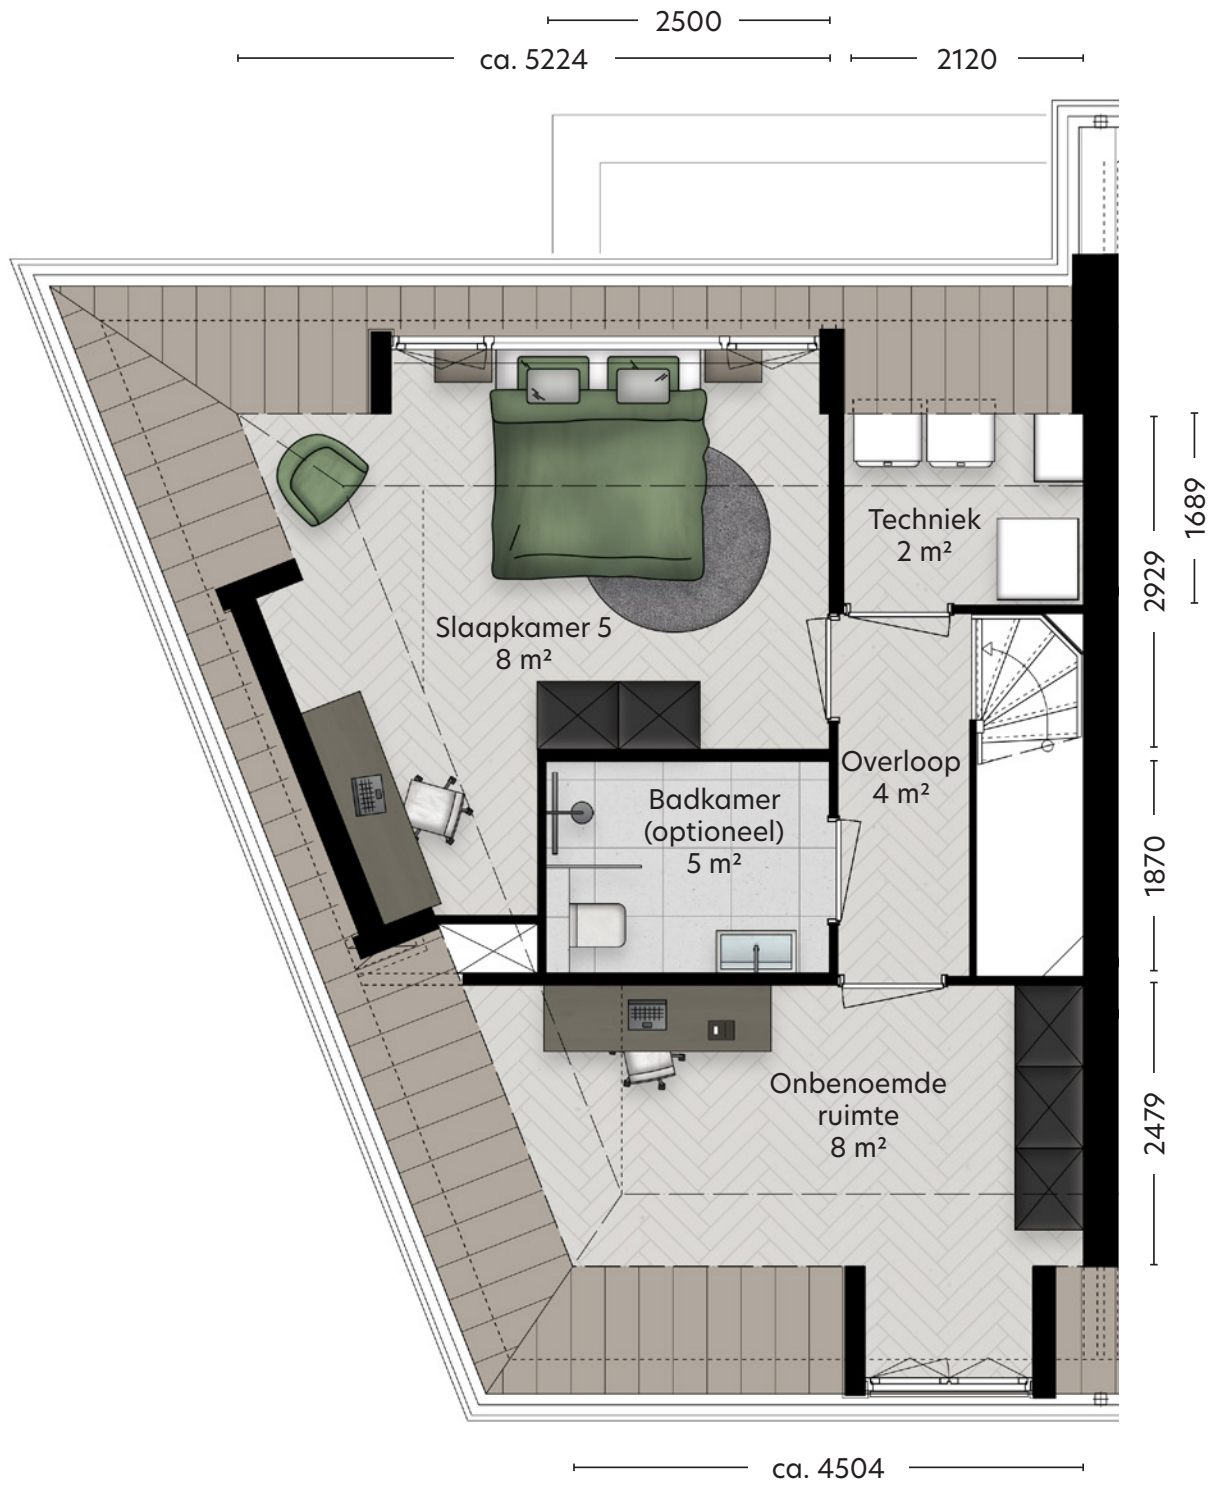 2500
ca. 5224
2120
1689
Techniek
2 m²
2929
Slaapkamer 5
8 m²
Overloop
4 m²
Badkamer
(optioneel)
5 m²
1870
Onbenoemde
ruimte
8 m²
2479
ca. 4504